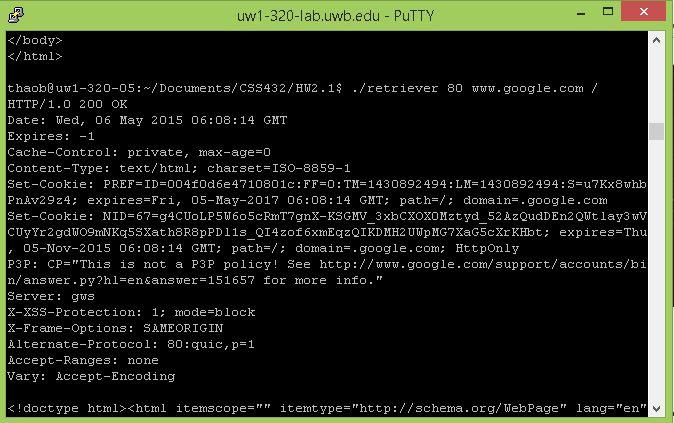 uw1-320-lab.uwb.edu - PuTTY
</body>
</html>
thaob@uw1-320-05:~/Documents/CSS432/HW2.1$ ./retriever 80 www.google.com /
HTTP/1.0 200 OK
Date: Wed, 06 May 2015 06:08:14 GMT
Expires: -1
Cache-Control: private, max-age=0
Content-Type: text/html; charset=ISO-8859-1
Set-Cookie: PREF=ID=004f0d6e4710801c:FF=0:TM=1430892494:LM=1430892494:S=u7Kx8whb
PnAv29z4; expires=Fri, 05-May-2017 06:08:14 GMT; path=/; domain=.google.com
Set-Cookie: NID=67=g4CUoLP5W6o5cRmT7gnX-KSGMV_3xbCXOXOMztyd_52AzQudDEn2QWtlay3wV
CUyYr2gdWO9mNKq5SXath8R8pPDl1s_QI4zof6xmEqzQIKDMH2UWpMG7XaG5cXrKHbt; expires=Thu
, 05-Nov-2015 06:08:14 GMT; path=/; domain=.google.com; HttpOnly
P3P: CP="This is not a P3P policy! See http://www.google.com/support/accounts/bi
n/answer.py?hl=en&answer=151657 for more info."
Server: gws
X-XSS-Protection: 1; mode=block
X-Frame-Options: SAMEORIGIN
Alternate-Protocol: 80:quic,p=1
Accept-Ranges: none
Vary: Accept-Encoding
<!doctype html><html itemscope="" itemtype="http://schema.org/WebPage" lang="en"